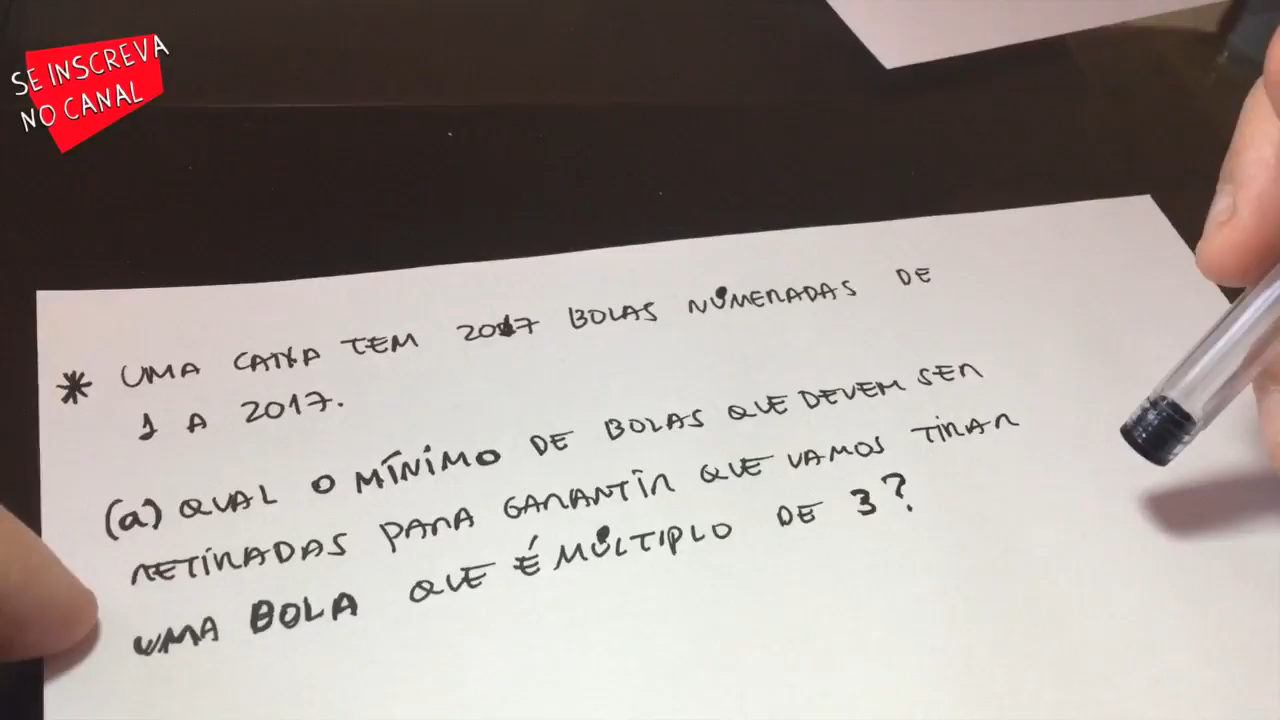 SE INSCREVA
NO CANAL
* UMA CAIXA TEM 2017 BOLAS NÚMERADAS DE
1 A 2017.
(a) QUAL O MÍNIMO DE BOLAS QUE DEVEM SER
RETIRADAS PARA GARANTIR QUE VAMOS TIRAR
UMA BOLA QUE É MÚLTIPLO DE 3?